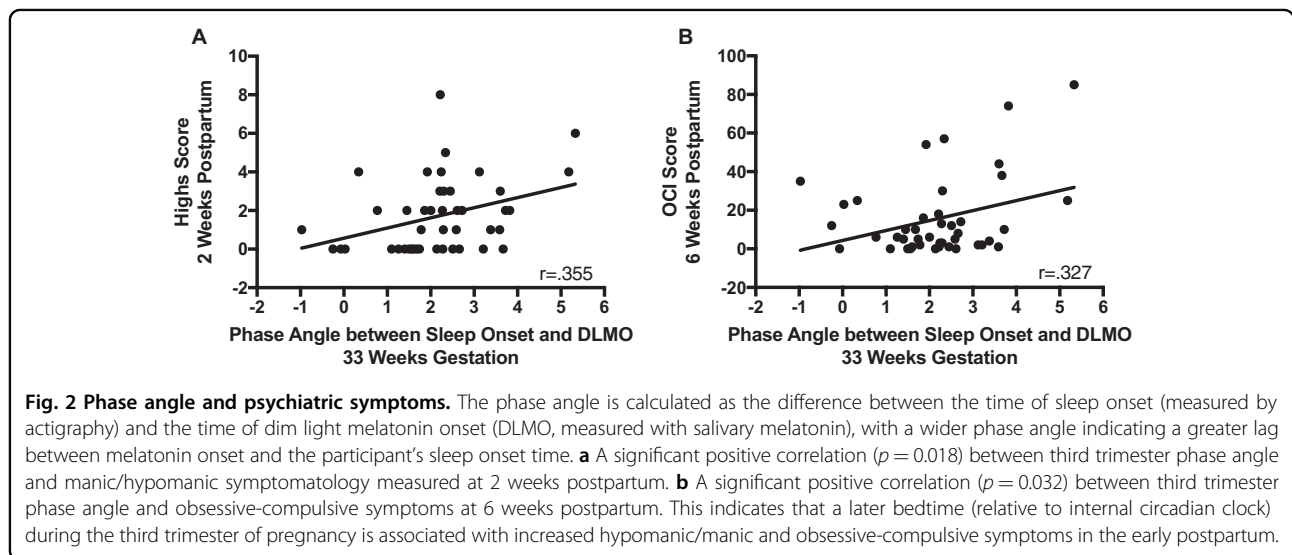 A
10
8
6
4
2
0
-2
-2 -1 0 1 2 3 4 5 6
Highs Score
2 Weeks Postpartum
r=.355
Phase Angle between Sleep Onset and DLMO
33 Weeks Gestation
B
100
80
60
40
20
0
-20
-2 -1 0 1 2 3 4 5 6
OCI Score
6 Weeks Postpartum
r=.327
Phase Angle between Sleep Onset and DLMO
33 Weeks Gestation
Fig. 2 Phase angle and psychiatric symptoms. The phase angle is calculated as the difference between the time of sleep onset (measured by
actigraphy) and the time of dim light melatonin onset (DLMO, measured with salivary melatonin), with a wider phase angle indicating a greater lag
between melatonin onset and the participant's sleep onset time. a A significant positive correlation (p = 0.018) between third trimester phase angle
and manic/hypomanic symptomatology measured at 2 weeks postpartum. b A significant positive correlation (p = 0.032) between third trimester
phase angle and obsessive-compulsive symptoms at 6 weeks postpartum. This indicates that a later bedtime (relative to internal circadian clock)
during the third trimester of pregnancy is associated with increased hypomanic/manic and obsessive-compulsive symptoms in the early postpartum.